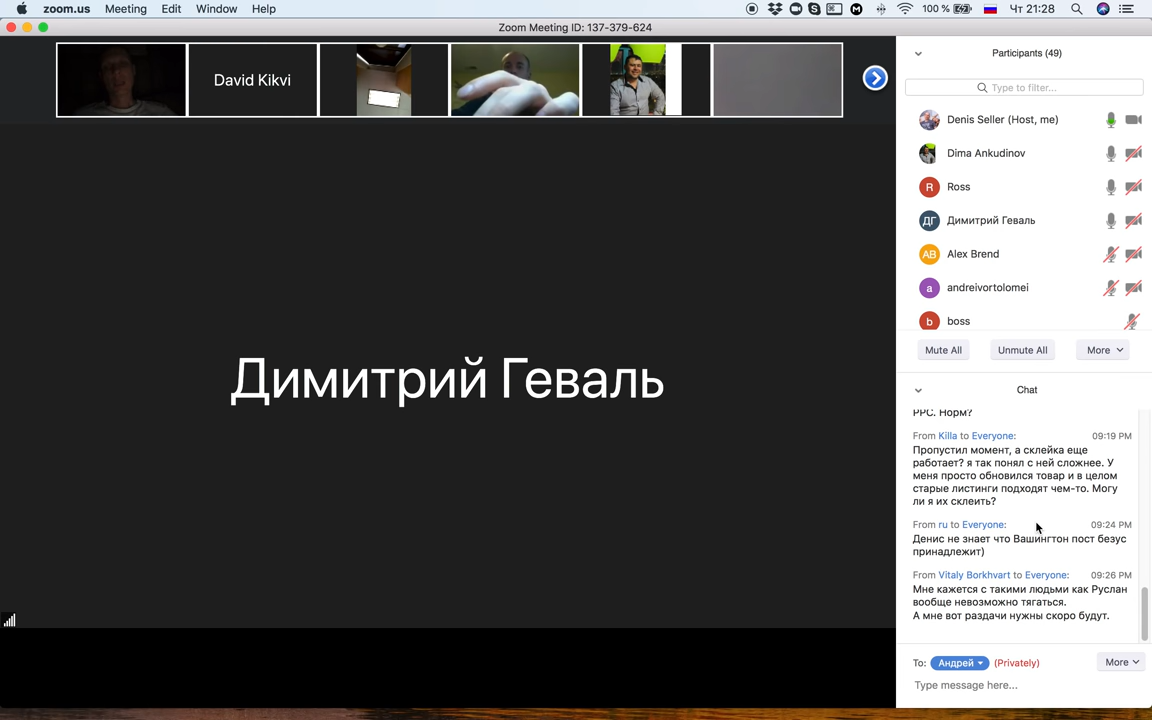 zoom.us Meeting Edit Window Help 100 % Чт 21:28
Zoom Meeting ID: 137-379-624
David Kikvi
Димитрий Геваль
Participants (49)
Type to filter...
Denis Seller (Host, me)
Dima Ankudinov
R Ross
ДГ Димитрий Геваль
AB Alex Brend
a andreivortolomei
b boss
Mute All Unmute All More
Chat
PPC. Норм?
From Killa to Everyone: 09:19 PM
Пропустил момент, а склейка еще
работает? я так понял с ней сложнее. У
меня просто обновился товар и в целом
старые листинги подходят чем-то. Могу
ли я их склеить?
From ru to Everyone: 09:24 PM
Денис не знает что Вашингтон пост безус
принадлежит)
From Vitaly Borkhvart to Everyone: 09:26 PM
Мне кажется с такими людьми как Руслан
вообще невозможно тягаться.
А мне вот раздачи нужны скоро будут.
To: Андрей (Privately) More
Type message here...